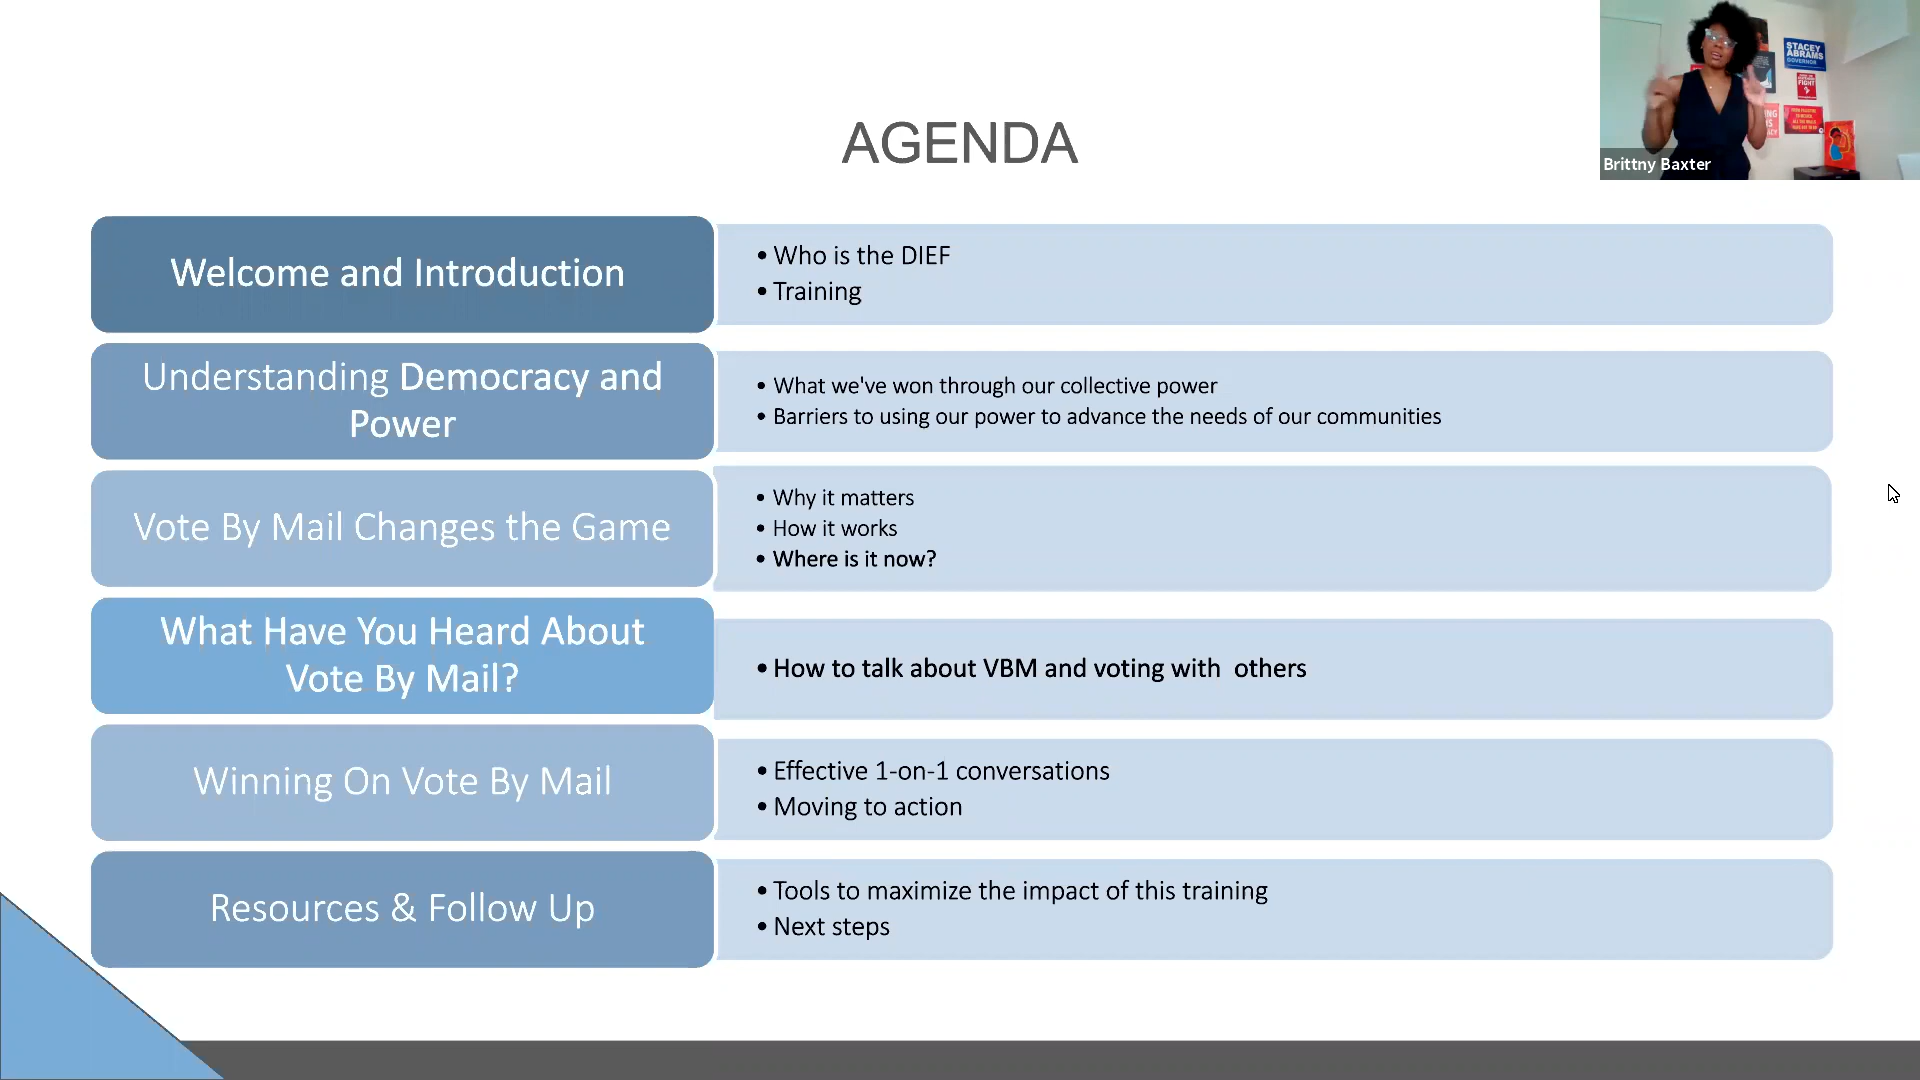 AGENDA
STACEY
ABRAMS
GOVERNOR
FIGHT
Brittny Baxter
Welcome and Introduction
• Who is the DIEF
• Training
Understanding Democracy and
Power
• What we've won through our collective power
• Barriers to using our power to advance the needs of our communities
Vote By Mail Changes the Game
• Why it matters
• How it works
• Where is it now?
What Have You Heard About
Vote By Mail?
• How to talk about VBM and voting with  others
Winning On Vote By Mail
• Effective 1-on-1 conversations
• Moving to action
Resources & Follow Up
• Tools to maximize the impact of this training
• Next steps